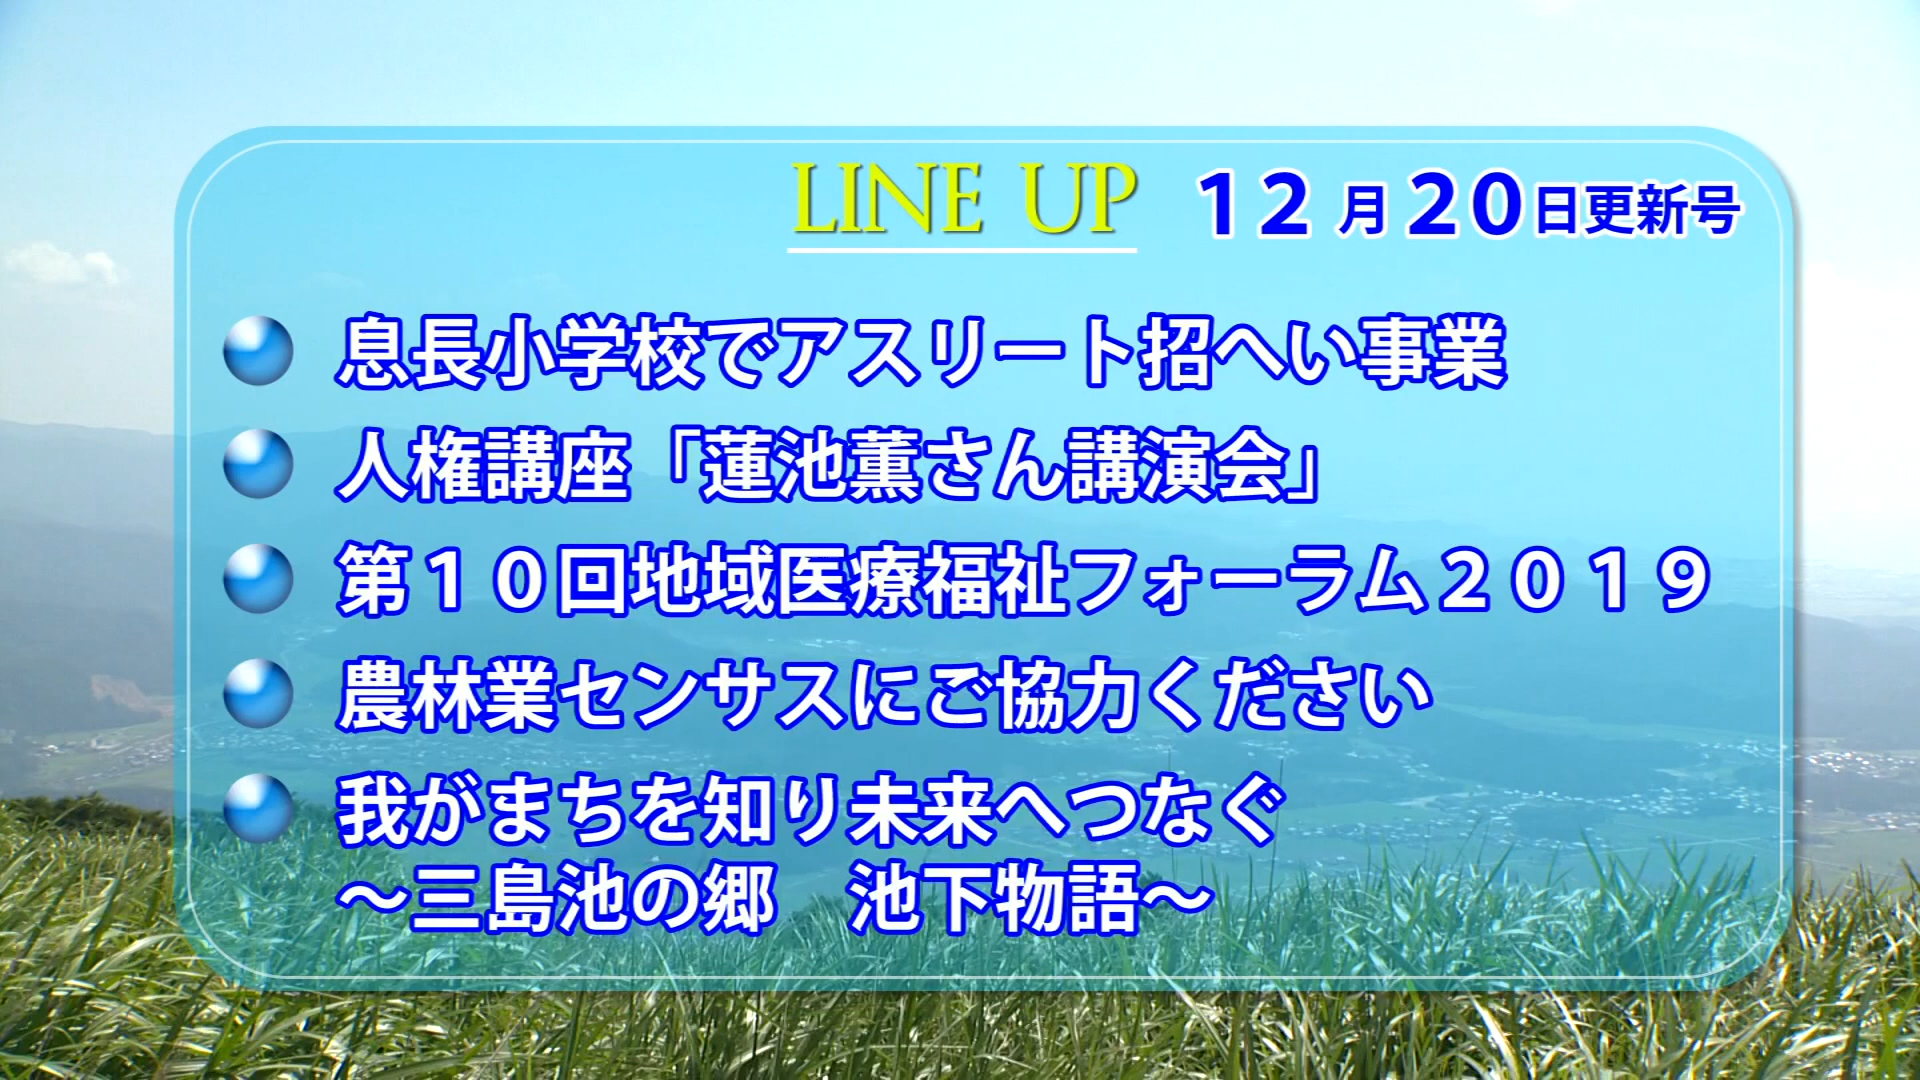 LINE UP １２月２０日更新号
息長小学校でアスリート招へい事業
人権講座「蓮池薫さん講演会」
第１０回地域医療福祉フォーラム２０１９
農林業センサスにご協力ください
我がまちを知り未来へつなぐ
～三島池の郷　池下物語～